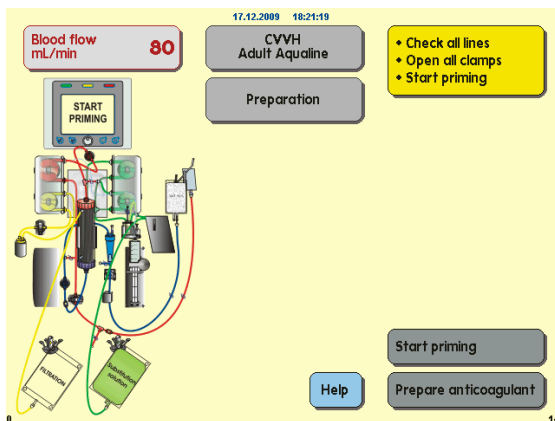 17.12.2009 18:21:19
Blood flow
mL/min 80
CVVH
Adult Aqualine
Preparation
• Check all lines
• Open all clamps
• Start priming
START
PRIMING
FILTRATION
Substitution
solution
Start priming
Help
Prepare anticoagulant
0